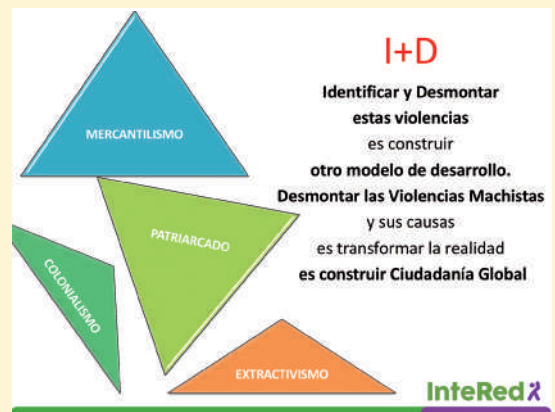 MERCANTILISMO
PATRIARCADO
COLONIALISMO
EXTRACTIVISMO
I+D
Identificar y Desmontar
estas violencias
es construir
otro modelo de desarrollo.
Desmontar las Violencias Machistas
y sus causas
es transformar la realidad
es construir Ciudadanía Global
InteRed